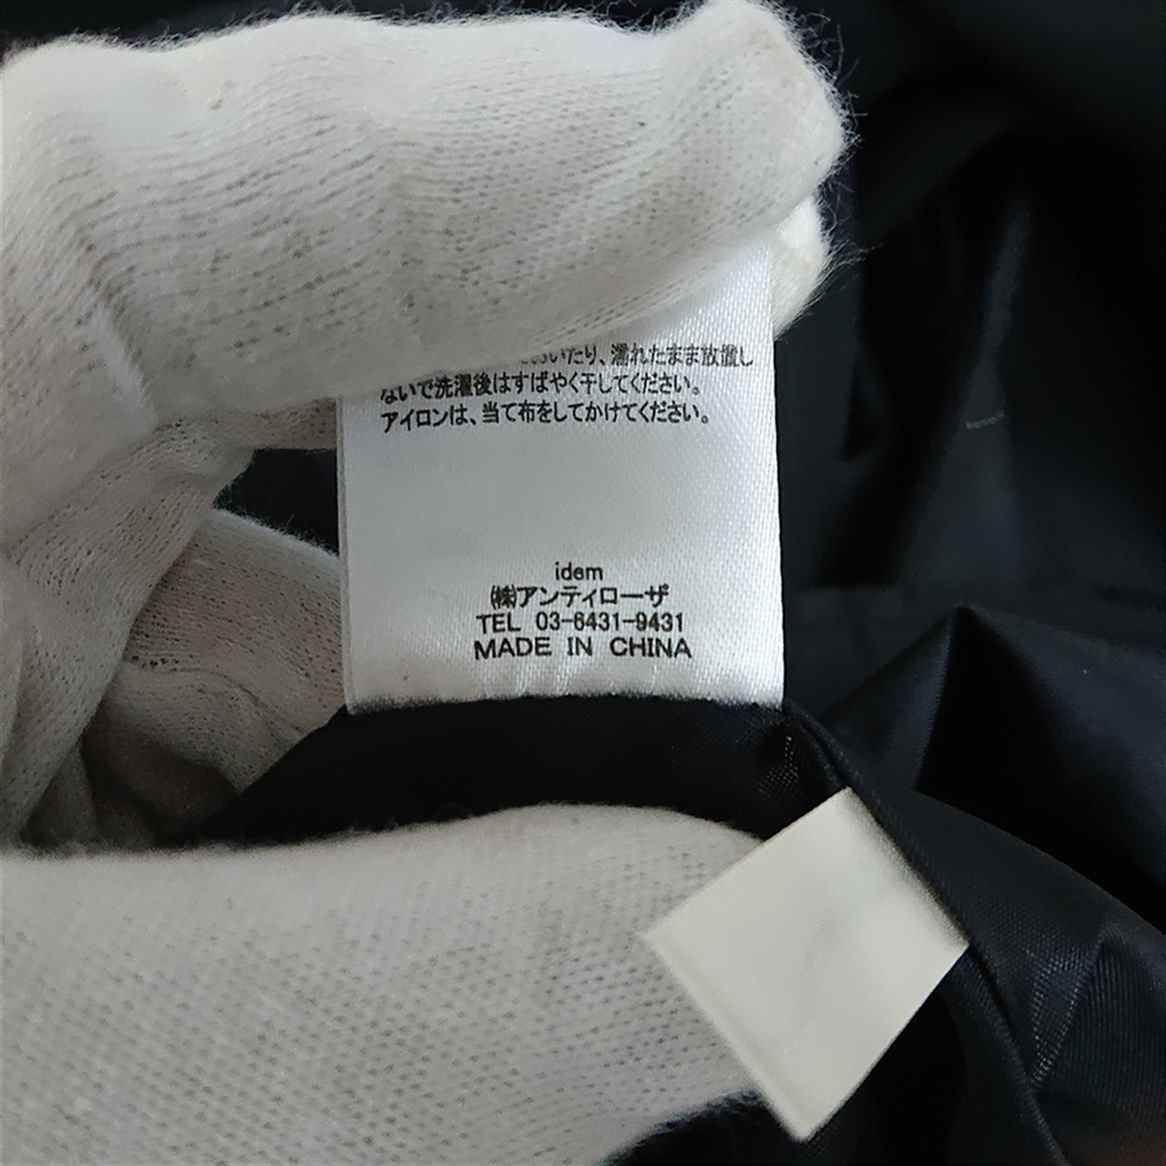 いたり、濡れたまま放置し
ないで洗濯後はすばやく干してください。
アイロンは、当て布をしてかけてください。
idem
㈱アンティローザ
TEL 03-6431-9431
MADE IN CHINA